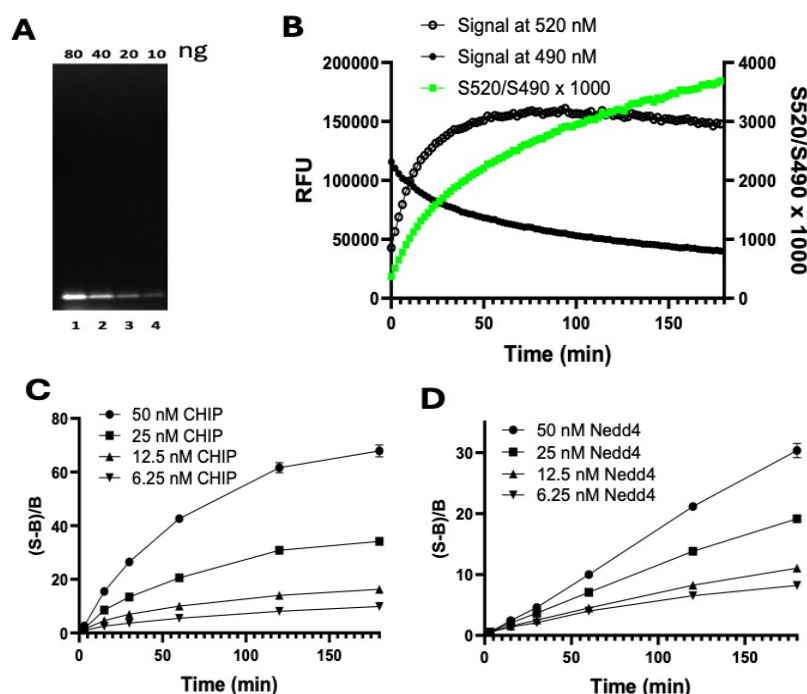 A
80 40 20 10 ng
1 2 3 4
B
Signal at 520 nM
Signal at 490 nM
S520/S490 x 1000
200000
150000
100000
50000
0
RFU
4000
3000
2000
1000
0
S520/S490 x 1000
0 50 100 150
Time (min)
C
50 nM CHIP
25 nM CHIP
12.5 nM CHIP
6.25 nM CHIP
80
60
40
20
0
(S-B)/B
0 50 100 150
Time (min)
D
50 nM Nedd4
25 nM Nedd4
12.5 nM Nedd4
6.25 nM Nedd4
30
20
10
0
(S-B)/B
0 50 100 150
Time (min)